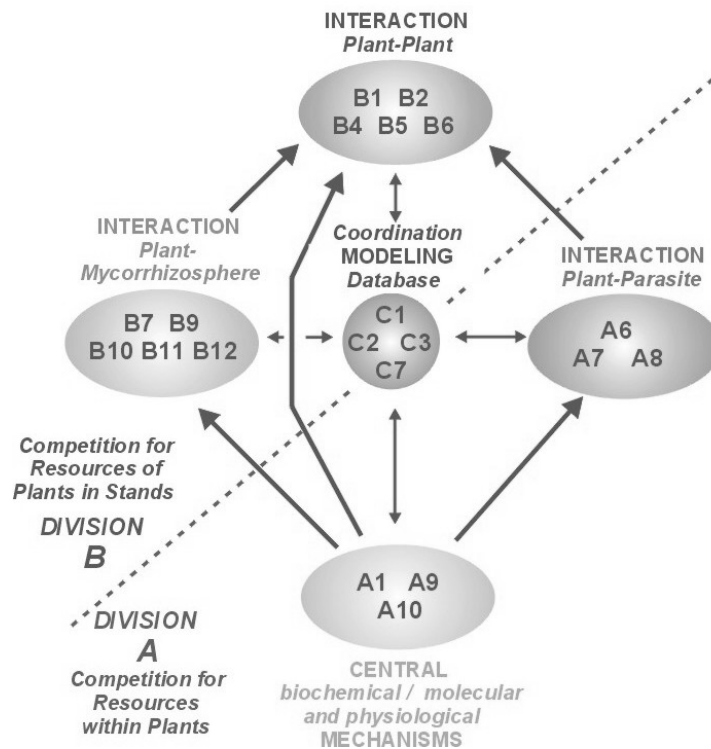 INTERACTION
Plant-Plant
B1 B2
B4 B5 B6
INTERACTION
Plant-
Mycorrhizosphere
B7 B9
B10 B11 B12
Coordination
MODELING
Database
C1
C2 C3
C7
INTERACTION
Plant-Parasite
A6
A7 A8
Competition for
Resources of
Plants in Stands
DIVISION
B
DIVISION
A
Competition for
Resources
within Plants
A1 A9
A10
CENTRAL
biochemical / molecular
and physiological
MECHANISMS